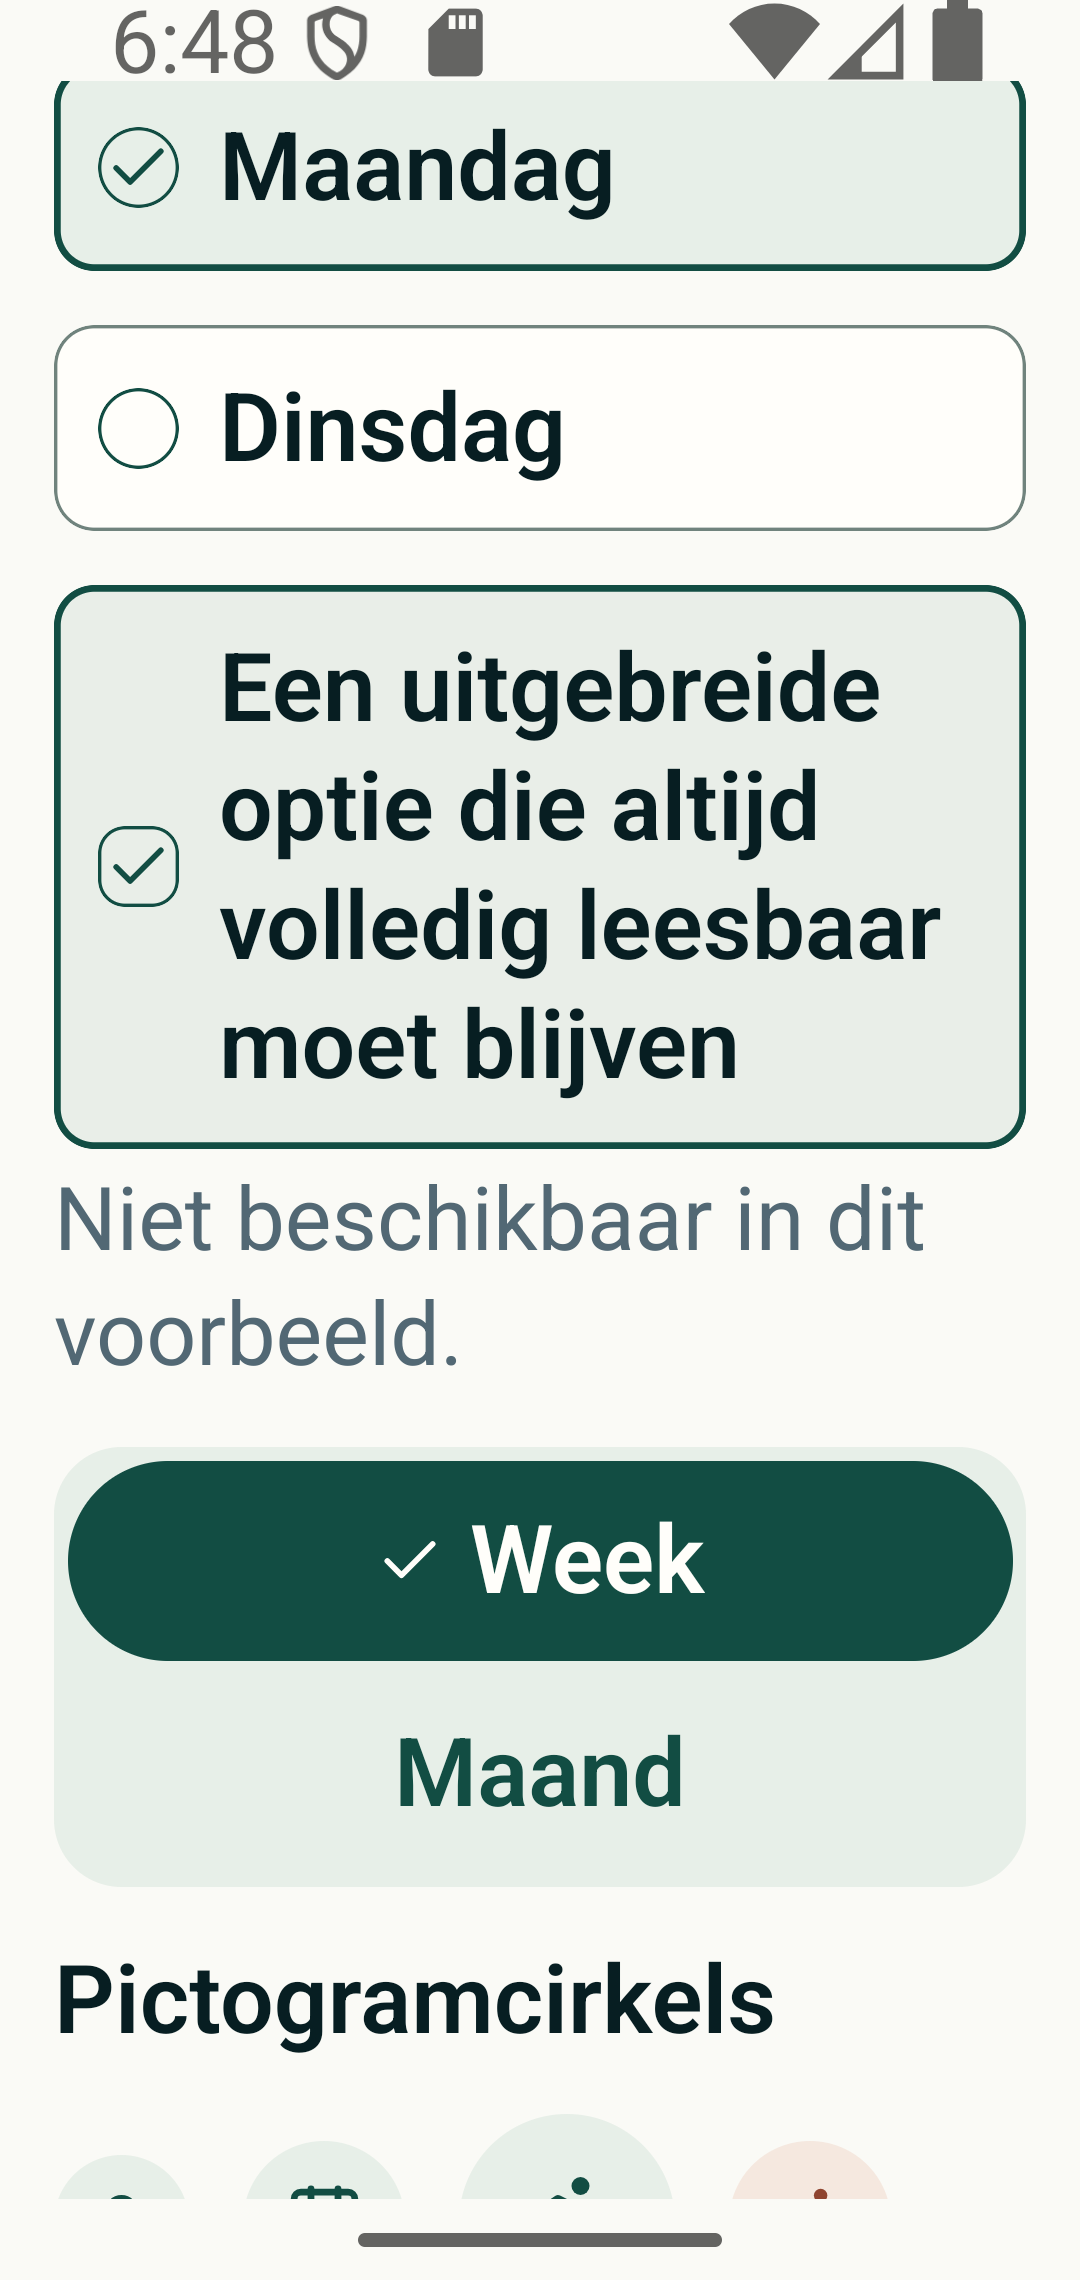 6:48
Maandag
Dinsdag
Een uitgebreide
optie die altijd
volledig leesbaar
moet blijven
Niet beschikbaar in dit
voorbeeld.
Week
Maand
Pictogramcirkels